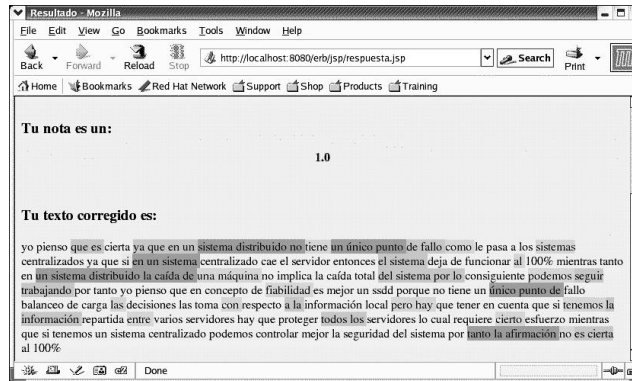 Resultado - Mozilla
File Edit View Go Bookmarks Tools Window Help
Back Forward Reload Stop http://localhost:8080/erb/jsp/respuesta.jsp Search Print
Home Bookmarks Red Hat Network Support Shop Products Training
Tu nota es un:
1.0
Tu texto corregido es:
yo pienso que es cierta ya que en un sistema distribuido no tiene un único punto de fallo como le pasa a los sistemas
centralizados ya que si en un sistema centralizado cae el servidor entonces el sistema deja de funcionar al 100% mientras tanto
en un sistema distribuido la caída de una máquina no implica la caída total del sistema por lo consiguiente podemos seguir
trabajando por tanto yo pienso que en concepto de fiabilidad es mejor un ssdd porque no tiene un único punto de fallo
balanceo de carga las decisiones las toma con respecto a la información local pero hay que tener en cuenta que si tenemos la
información repartida entre varios servidores hay que proteger todos los servidores lo cual requiere cierto esfuerzo mientras
que si tenemos un sistema centralizado podemos controlar mejor la seguridad del sistema por tanto la afirmación no es cierta
al 100%
Done